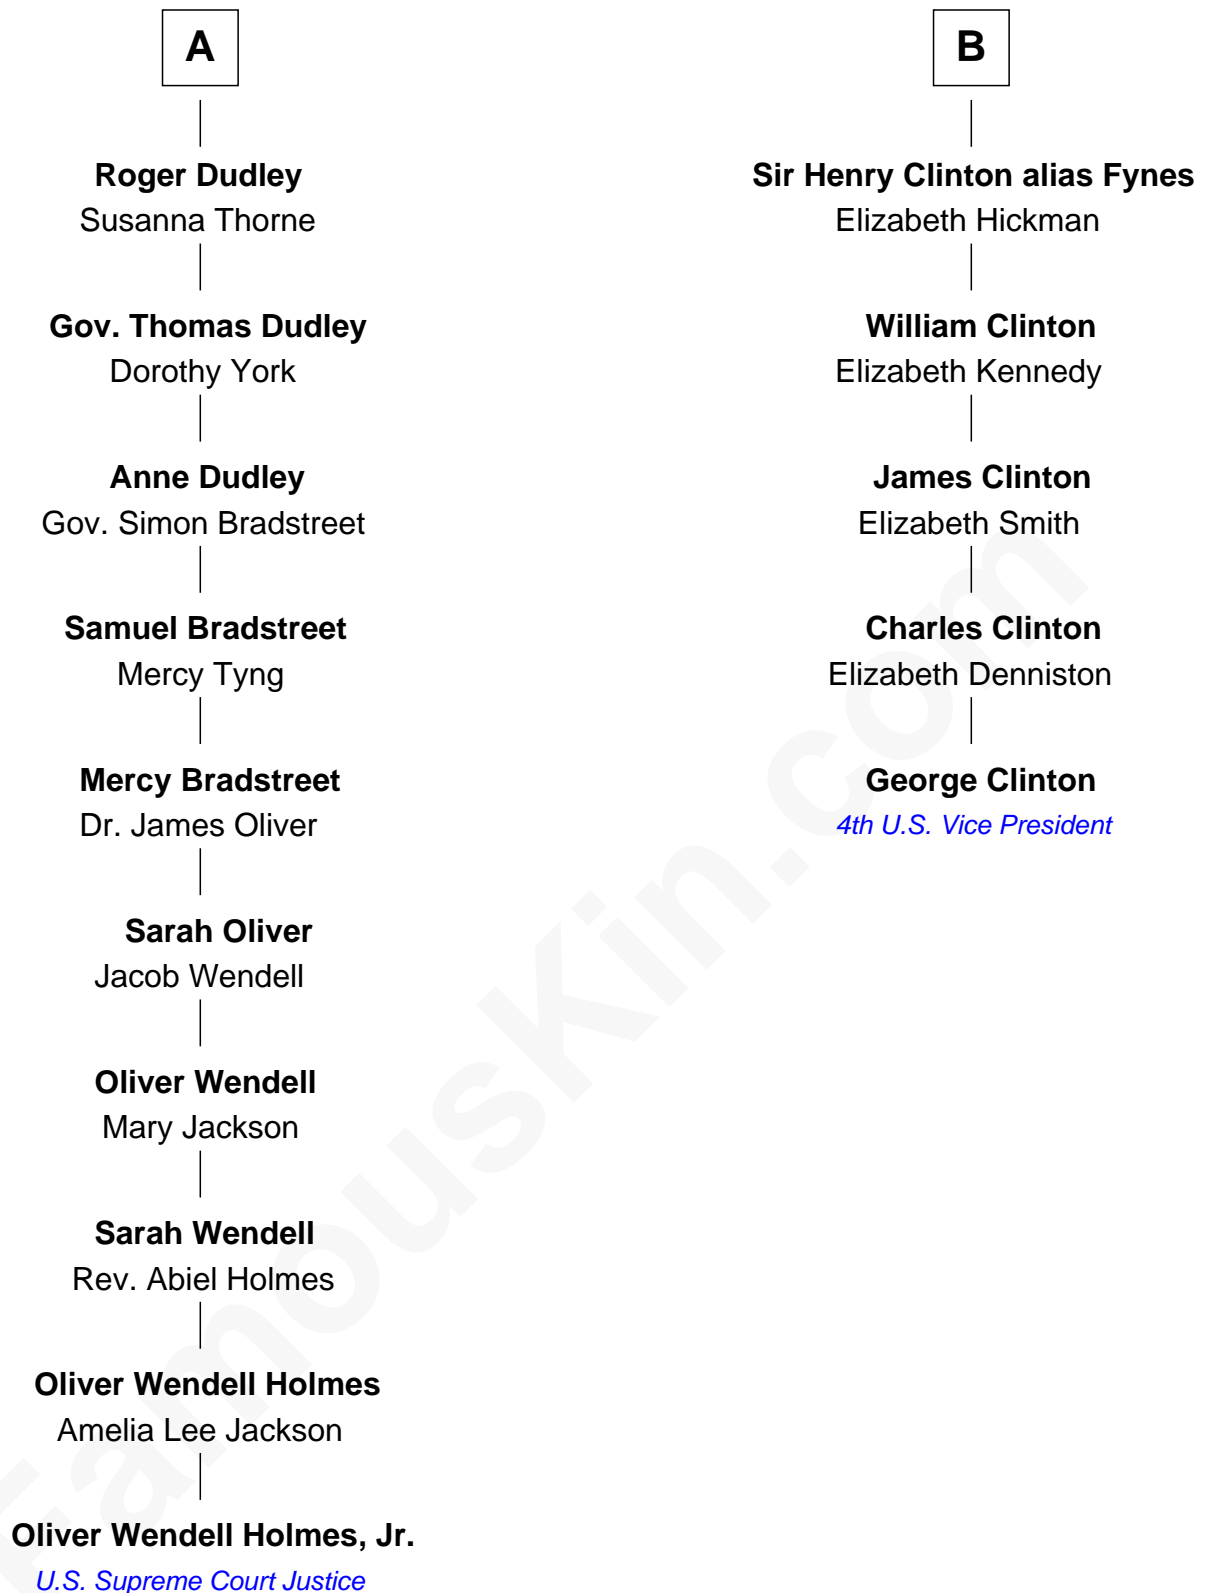 A
Roger Dudley
Susanna Thorne
Gov. Thomas Dudley
Dorothy York
Anne Dudley
Gov. Simon Bradstreet
Samuel Bradstreet
Mercy Tyng
Mercy Bradstreet
Dr. James Oliver
Sarah Oliver
Jacob Wendell
Oliver Wendell
Mary Jackson
Sarah Wendell
Rev. Abiel Holmes
Oliver Wendell Holmes
Amelia Lee Jackson
Oliver Wendell Holmes, Jr.
U.S. Supreme Court Justice
B
Sir Henry Clinton alias Fynes
Elizabeth Hickman
William Clinton
Elizabeth Kennedy
James Clinton
Elizabeth Smith
Charles Clinton
Elizabeth Denniston
George Clinton
4th U.S. Vice President
FamousKin.com